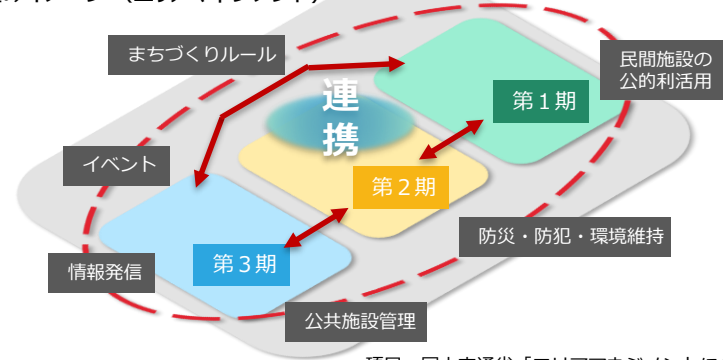 まちづくりルール
民間施設の
公的利活用
連
携
第１期
イベント
第２期
防災・防犯・環境維持
第３期
情報発信
公共施設管理